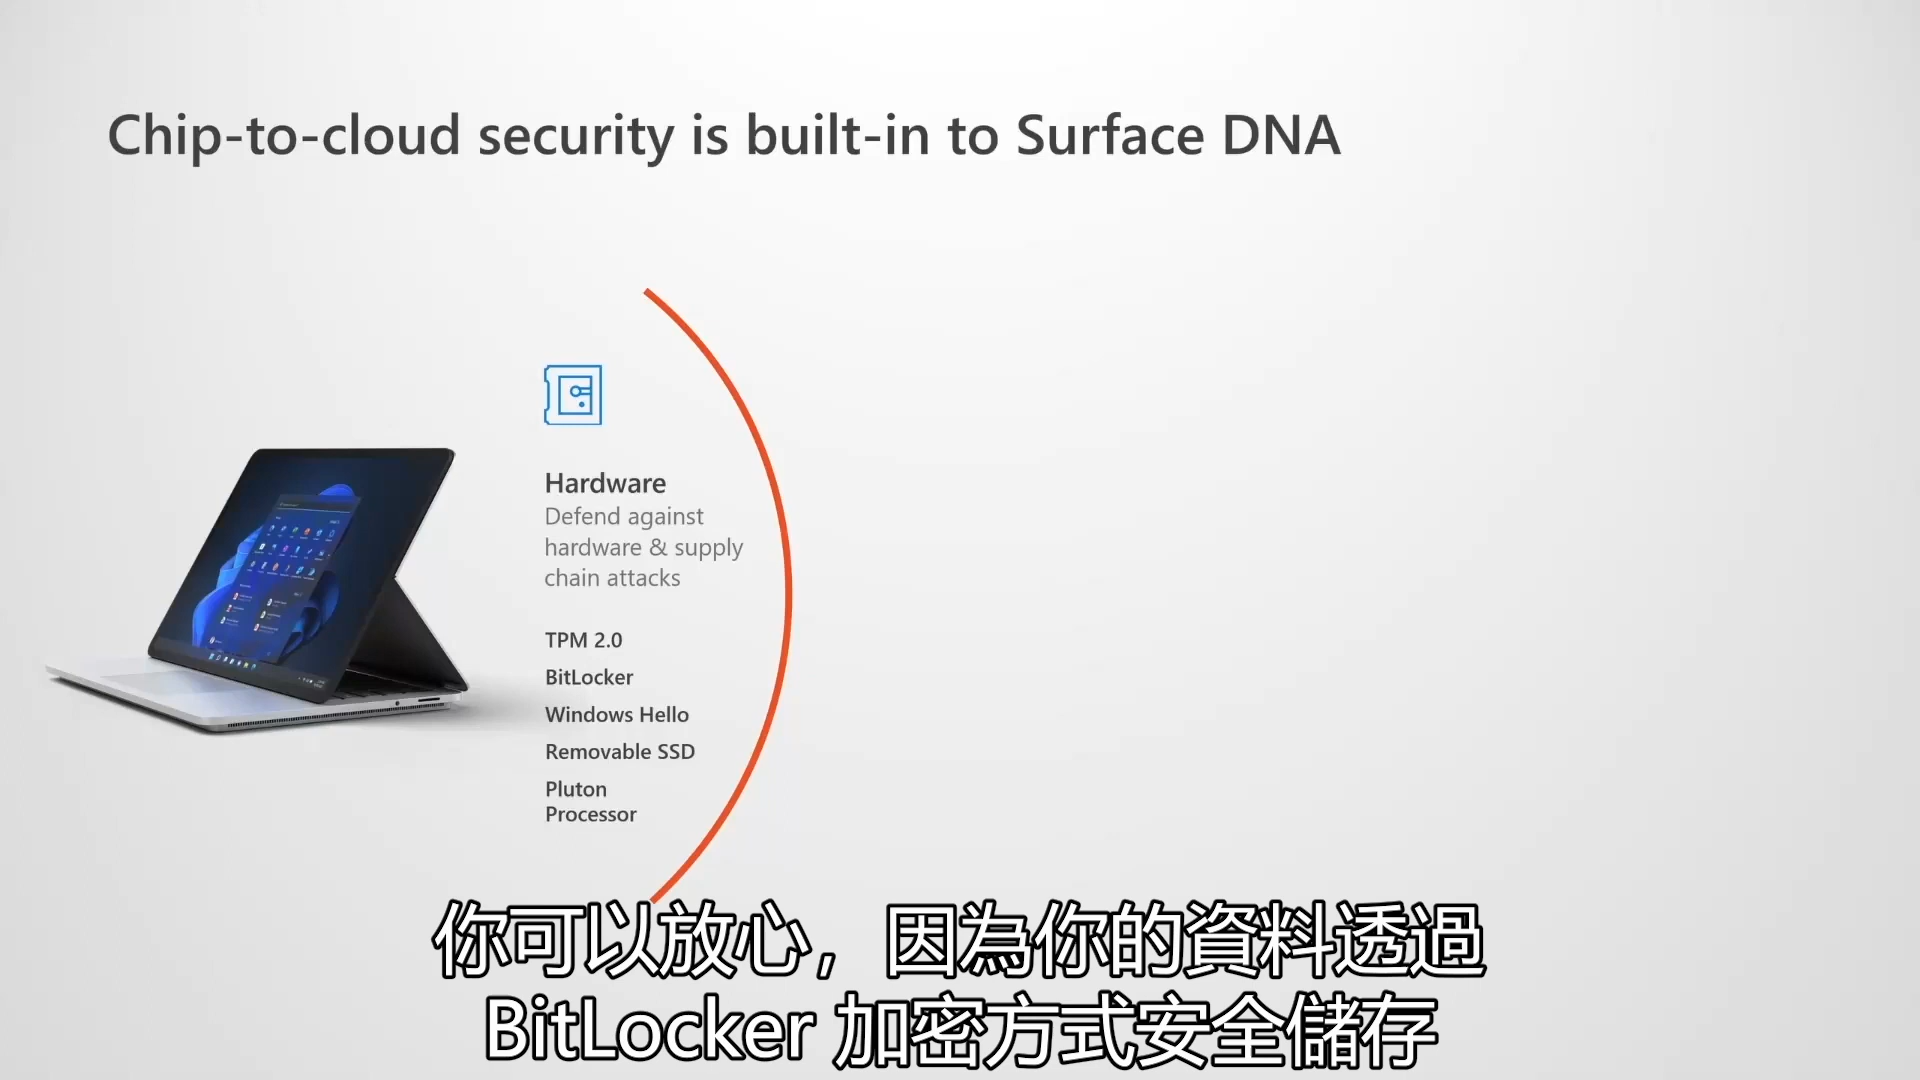 Chip-to-cloud security is built-in to Surface DNA
Hardware
Defend against
hardware & supply
chain attacks
TPM 2.0
BitLocker
Windows Hello
Removable SSD
Pluton
Processor
你可以放心，因為你的資料透過
BitLocker 加密方式安全儲存